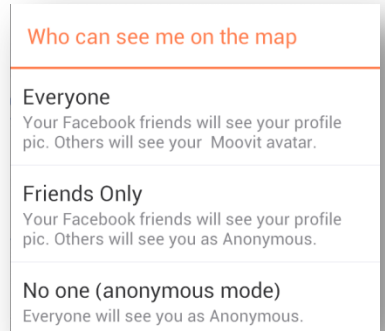 Who can see me on the map
Everyone
Your Facebook friends will see your profile
pic. Others will see your  Moovit avatar.
Friends Only
Your Facebook friends will see your profile
pic. Others will see you as Anonymous.
No one (anonymous mode)
Everyone will see you as Anonymous.